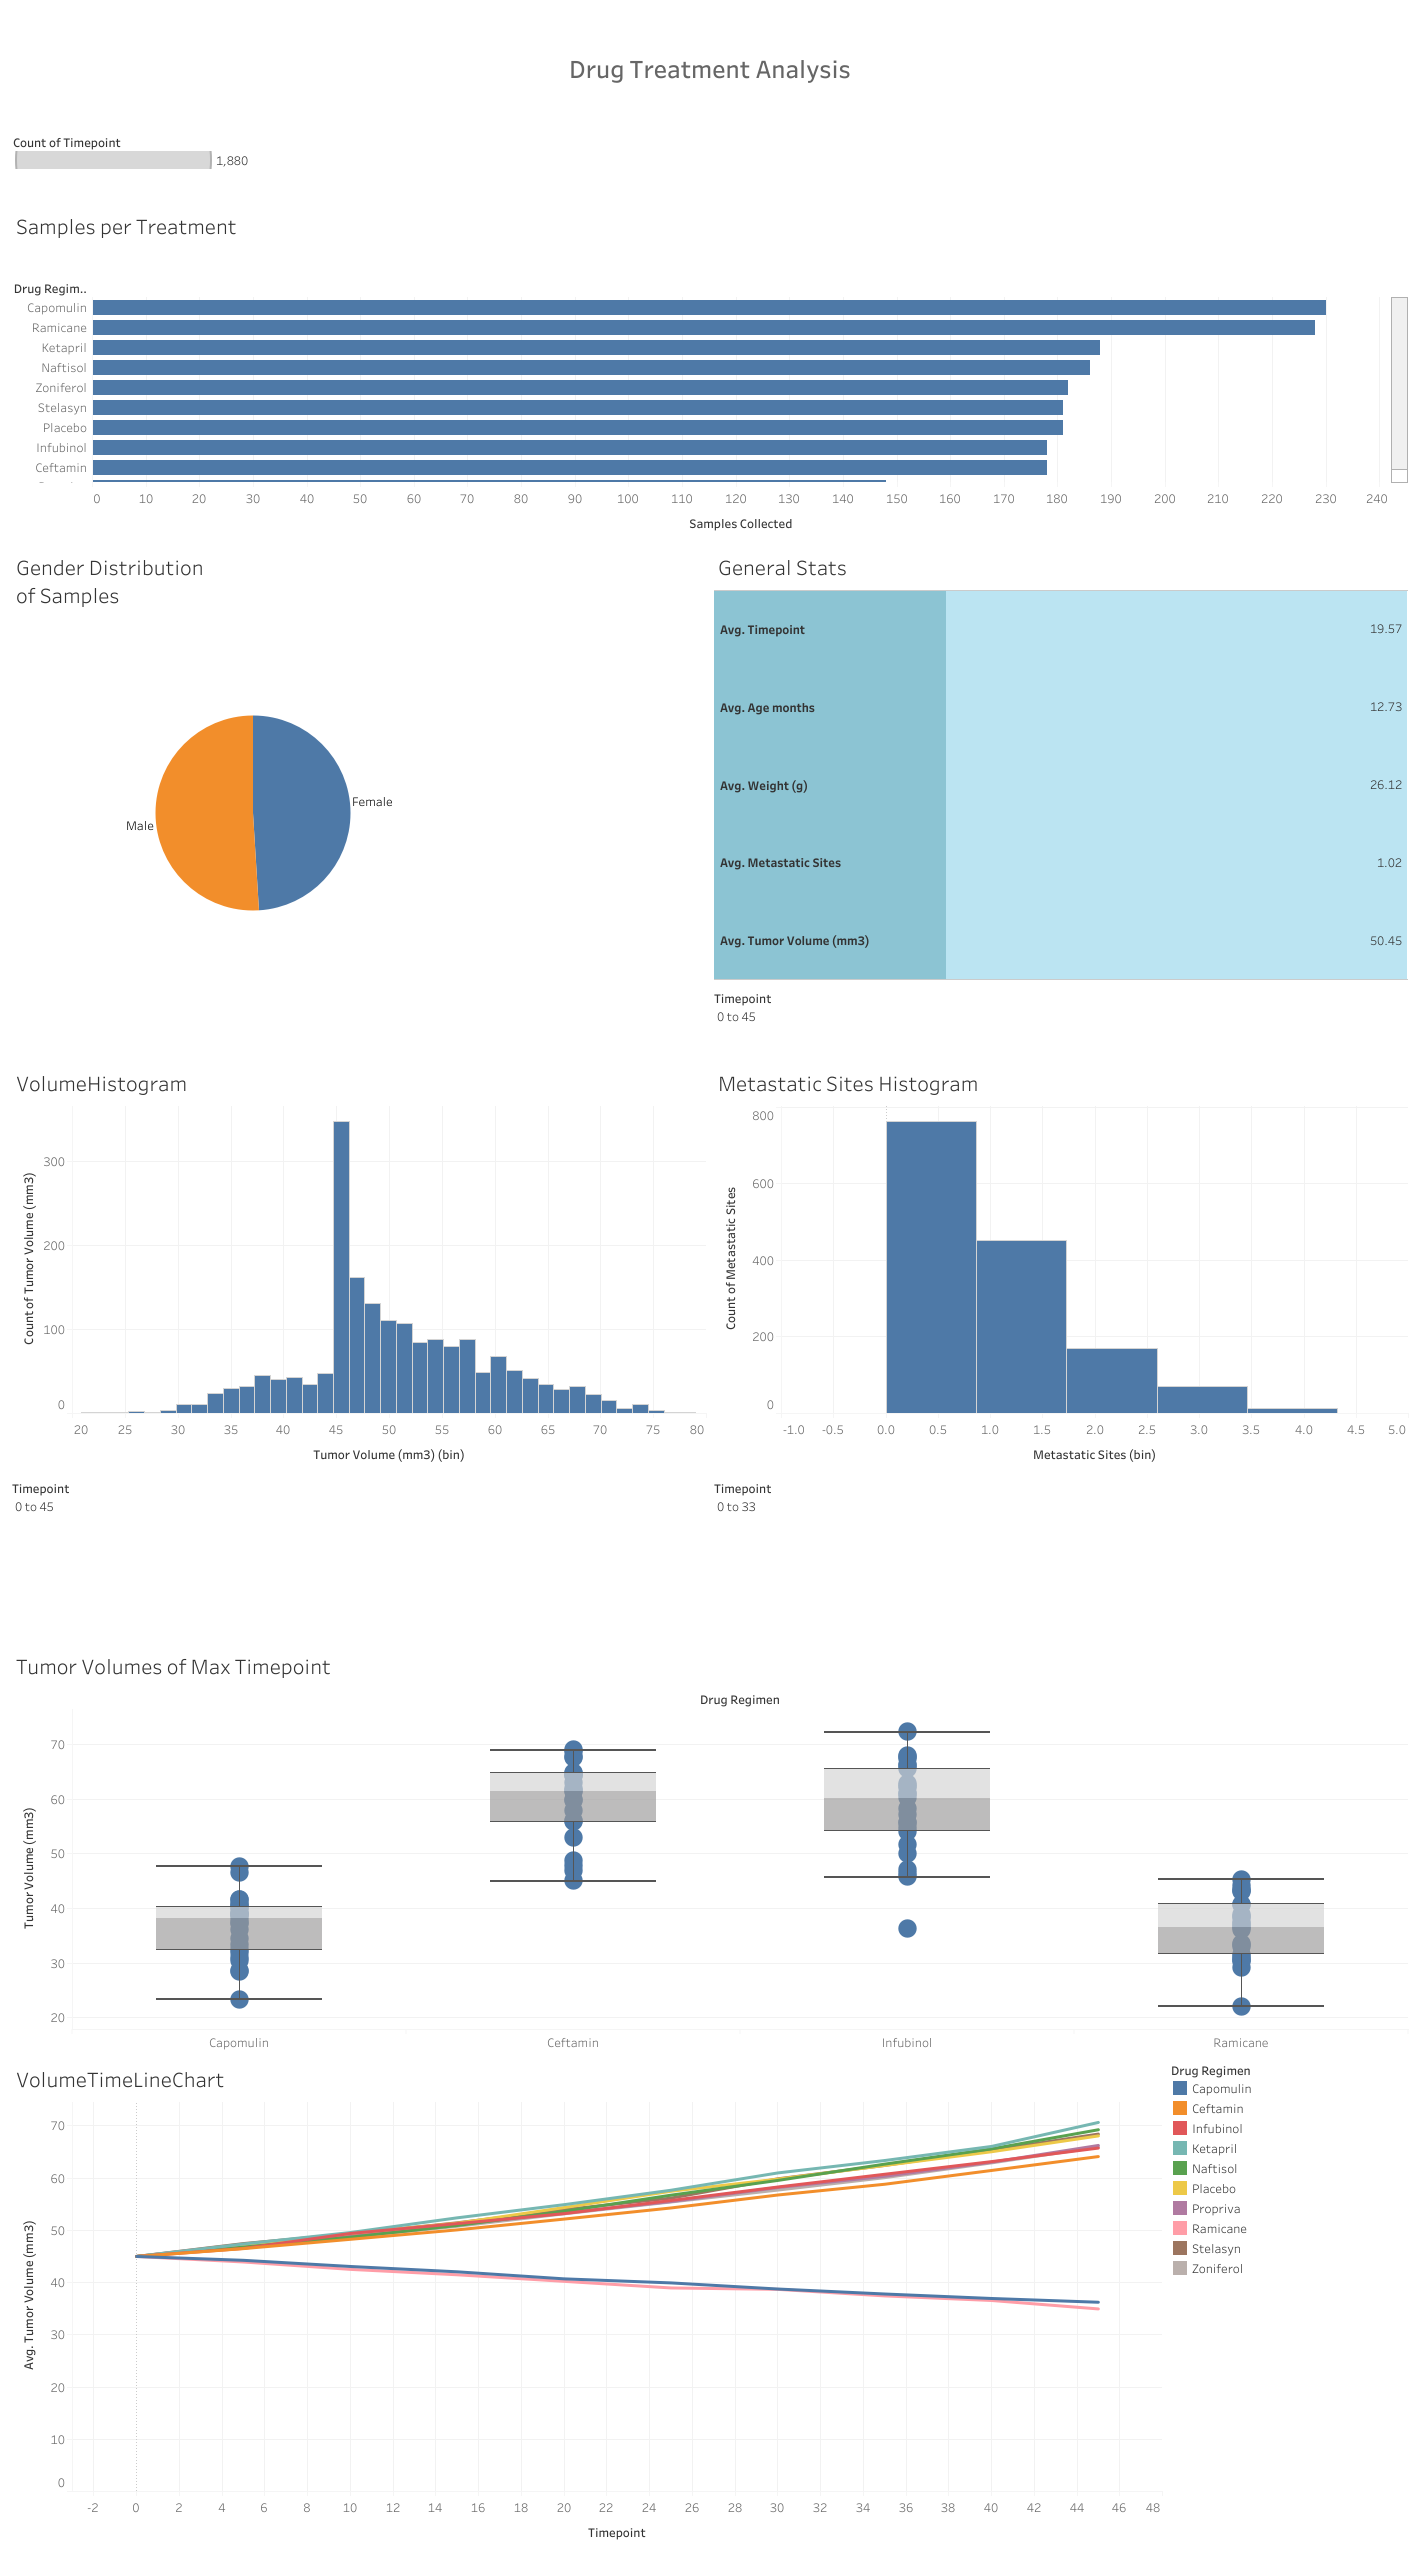 Drug Treatment Analysis
Count of Timepoint
1,880
Samples per Treatment
Drug Regim..
Capomulin
Ramicane
Ketapril
Naftisol
Zoniferol
Stelasyn
Placebo
Infubinol
Ceftamin
0 10 20 30 40 50 60 70 80 90 100 110 120 130 140 150 160 170 180 190 200 210 220 230 240
Samples Collected
Gender Distribution
of Samples
Female
Male
General Stats
Avg. Timepoint 19.57
Avg. Age months 12.73
Avg. Weight (g) 26.12
Avg. Metastatic Sites 1.02
Avg. Tumor Volume (mm3) 50.45
Timepoint
0 to 45
VolumeHistogram
Count of Tumor Volume (mm3)
300
200
100
0
20 25 30 35 40 45 50 55 60 65 70 75 80
Tumor Volume (mm3) (bin)
Timepoint
0 to 45
Metastatic Sites Histogram
Count of Metastatic Sites
800
600
400
200
0
-1.0 -0.5 0.0 0.5 1.0 1.5 2.0 2.5 3.0 3.5 4.0 4.5 5.0
Metastatic Sites (bin)
Timepoint
0 to 33
Tumor Volumes of Max Timepoint
Drug Regimen
Tumor Volume (mm3)
70
60
50
40
30
20
Capomulin Ceftamin Infubinol Ramicane
VolumeTimeLineChart
Avg. Tumor Volume (mm3)
70
60
50
40
30
20
10
0
-2 0 2 4 6 8 10 12 14 16 18 20 22 24 26 28 30 32 34 36 38 40 42 44 46 48
Timepoint
Drug Regimen
Capomulin
Ceftamin
Infubinol
Ketapril
Naftisol
Placebo
Propriva
Ramicane
Stelasyn
Zoniferol